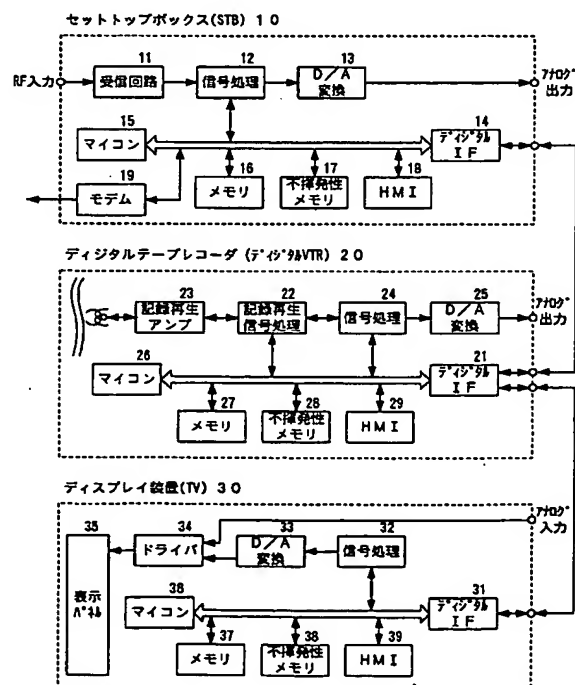 セットトップボックス(STB) 10
11
12
13
RF入力
受信回路
信号処理
D/A
変換
アナログ
出力
15
14
マイコン
ディジタル
IF
19
16
17
18
モデム
メモリ
不揮発性
メモリ
HMI
ディジタルテープレコーダ (ディジタルVTR) 20
23
22
24
25
記録再生
アンプ
記録再生
信号処理
信号処理
D/A
変換
アナログ
出力
26
21
マイコン
ディジタル
IF
27
28
29
メモリ
不揮発性
メモリ
HMI
ディスプレイ装置(TV) 30
35
34
33
32
アナログ
入力
ドライバ
D/A
変換
信号処理
36
31
表示
パネル
マイコン
ディジタル
IF
37
38
39
メモリ
不揮発性
メモリ
HMI